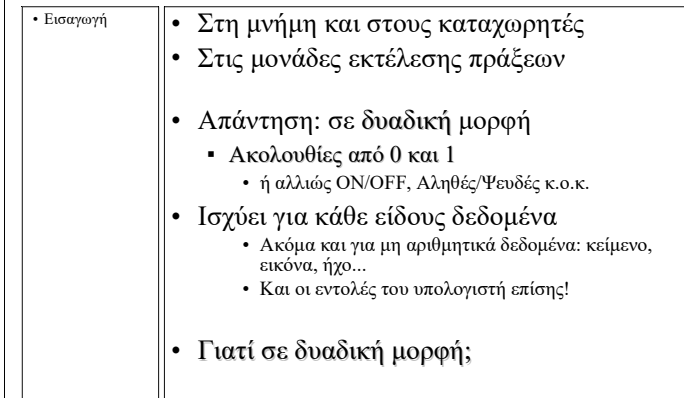 • Εισαγωγή
• Στη μνήμη και στους καταχωρητές
• Στις μονάδες εκτέλεσης πράξεων
• Απάντηση: σε δυαδική μορφή
▪ Ακολουθίες από 0 και 1
• ή αλλιώς ON/OFF, Αληθές/Ψευδές κ.ο.κ.
• Ισχύει για κάθε είδους δεδομένα
• Ακόμα και για μη αριθμητικά δεδομένα: κείμενο,
εικόνα, ήχο...
• Και οι εντολές του υπολογιστή επίσης!
• Γιατί σε δυαδική μορφή;